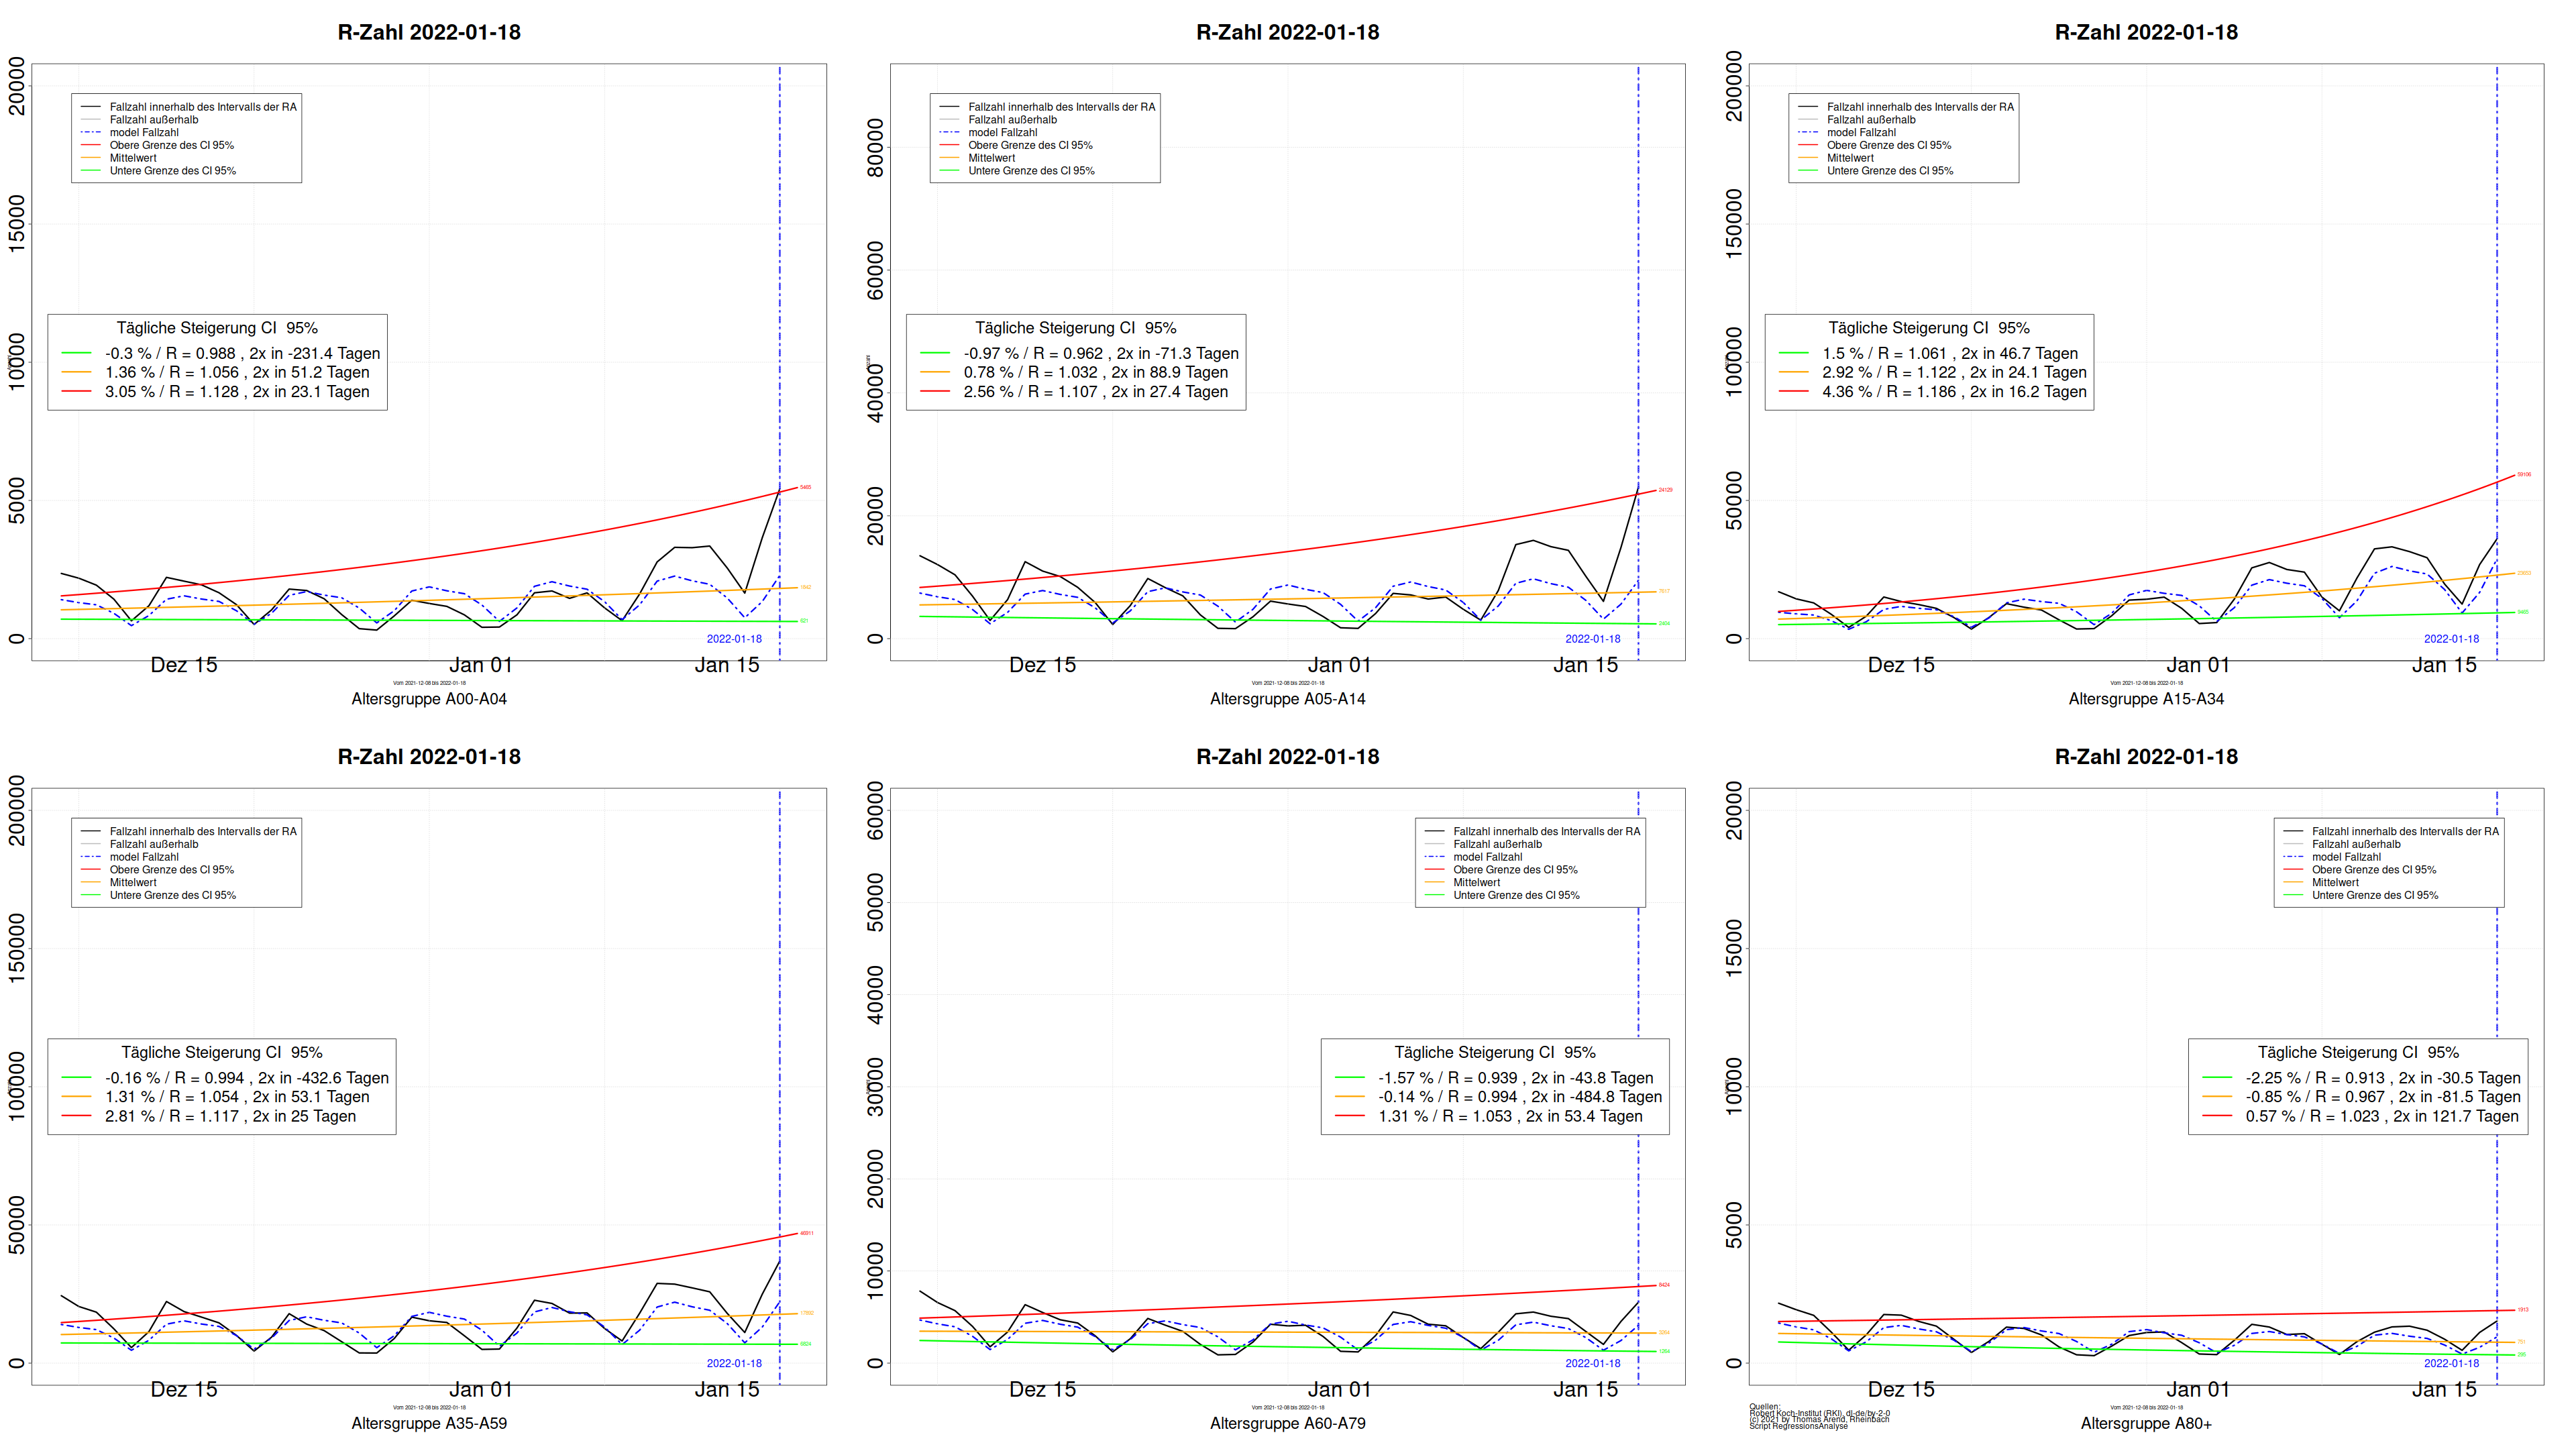 R-Zahl 2022-01-18
20000
15000
10000
5000
0
Fallzahl innerhalb des Intervalls der RA
Fallzahl außerhalb
model Fallzahl
Obere Grenze des CI 95%
Mittelwert
Untere Grenze des CI 95%
Tägliche Steigerung CI 95%
-0.3 % / R = 0.988 , 2x in -231.4 Tagen
1.36 % / R = 1.056 , 2x in 51.2 Tagen
3.05 % / R = 1.128 , 2x in 23.1 Tagen
5465
1842
621
2022-01-18
Dez 15 Jan 01 Jan 15
Vom 2021-12-08 bis 2022-01-18
Altersgruppe A00-A04
R-Zahl 2022-01-18
80000
60000
40000
20000
0
Fallzahl innerhalb des Intervalls der RA
Fallzahl außerhalb
model Fallzahl
Obere Grenze des CI 95%
Mittelwert
Untere Grenze des CI 95%
Tägliche Steigerung CI 95%
-0.97 % / R = 0.962 , 2x in -71.3 Tagen
0.78 % / R = 1.032 , 2x in 88.9 Tagen
2.56 % / R = 1.107 , 2x in 27.4 Tagen
24129
2022-01-18
Dez 15 Jan 01 Jan 15
Vom 2021-12-08 bis 2022-01-18
Altersgruppe A05-A14
R-Zahl 2022-01-18
200000
150000
100000
50000
0
Fallzahl innerhalb des Intervalls der RA
Fallzahl außerhalb
model Fallzahl
Obere Grenze des CI 95%
Mittelwert
Untere Grenze des CI 95%
Tägliche Steigerung CI 95%
1.5 % / R = 1.061 , 2x in 46.7 Tagen
2.92 % / R = 1.122 , 2x in 24.1 Tagen
4.36 % / R = 1.186 , 2x in 16.2 Tagen
2022-01-18
Dez 15 Jan 01 Jan 15
Vom 2021-12-08 bis 2022-01-18
Altersgruppe A15-A34
R-Zahl 2022-01-18
200000
150000
100000
50000
0
Fallzahl innerhalb des Intervalls der RA
Fallzahl außerhalb
model Fallzahl
Obere Grenze des CI 95%
Mittelwert
Untere Grenze des CI 95%
Tägliche Steigerung CI 95%
-0.16 % / R = 0.994 , 2x in -432.6 Tagen
1.31 % / R = 1.054 , 2x in 53.1 Tagen
2.81 % / R = 1.117 , 2x in 25 Tagen
2022-01-18
Dez 15 Jan 01 Jan 15
Vom 2021-12-08 bis 2022-01-18
Altersgruppe A35-A59
R-Zahl 2022-01-18
60000
50000
40000
30000
20000
10000
0
Fallzahl innerhalb des Intervalls der RA
Fallzahl außerhalb
model Fallzahl
Obere Grenze des CI 95%
Mittelwert
Untere Grenze des CI 95%
Tägliche Steigerung CI 95%
-1.57 % / R = 0.939 , 2x in -43.8 Tagen
-0.14 % / R = 0.994 , 2x in -484.8 Tagen
1.31 % / R = 1.053 , 2x in 53.4 Tagen
2022-01-18
Dez 15 Jan 01 Jan 15
Vom 2021-12-08 bis 2022-01-18
Altersgruppe A60-A79
R-Zahl 2022-01-18
20000
15000
10000
5000
0
Fallzahl innerhalb des Intervalls der RA
Fallzahl außerhalb
model Fallzahl
Obere Grenze des CI 95%
Mittelwert
Untere Grenze des CI 95%
Tägliche Steigerung CI 95%
-2.25 % / R = 0.913 , 2x in -30.5 Tagen
-0.85 % / R = 0.967 , 2x in -81.5 Tagen
0.57 % / R = 1.023 , 2x in 121.7 Tagen
1913
2022-01-18
Dez 15 Jan 01 Jan 15
Vom 2021-12-08 bis 2022-01-18
Altersgruppe A80+
Quellen:
Robert Koch-Institut (RKI), dl-de/by-2-0
(c) 2021 by Thomas Arend, Rheinbach
Script RegressionsAnalyse